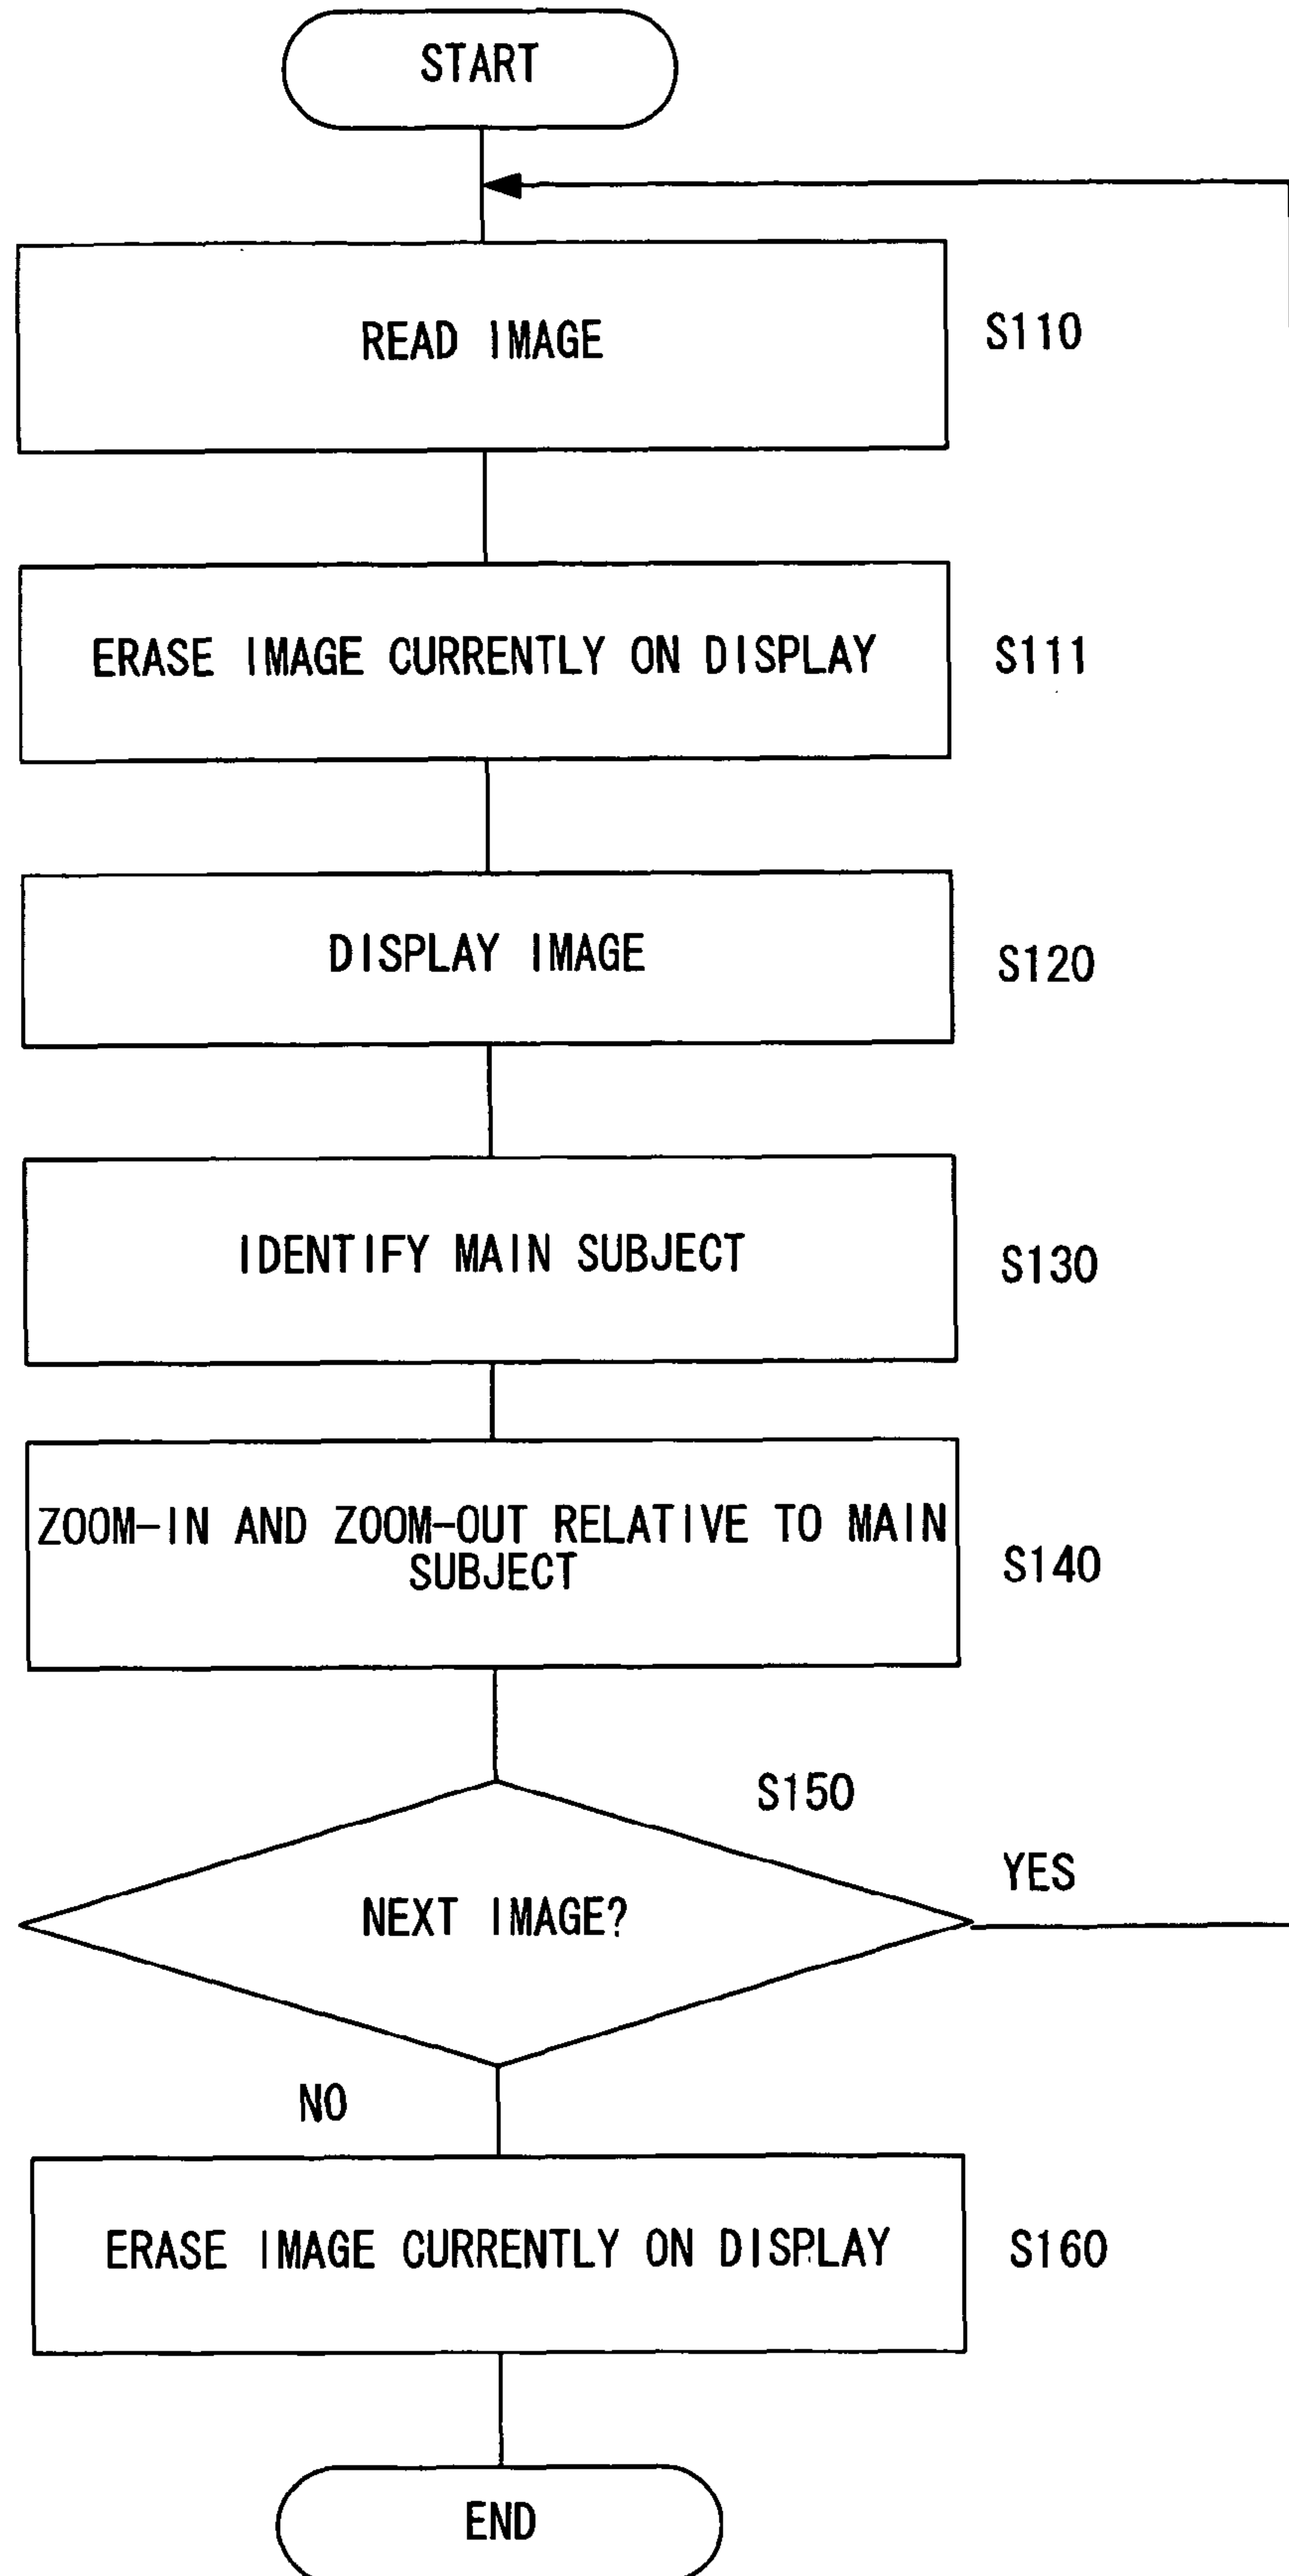 START
READ IMAGE
S110
ERASE IMAGE CURRENTLY ON DISPLAY
S111
DISPLAY IMAGE
S120
IDENTIFY MAIN SUBJECT
S130
ZOOM-IN AND ZOOM-OUT RELATIVE TO MAIN
SUBJECT
S140
S150
NEXT IMAGE?
YES
NO
ERASE IMAGE CURRENTLY ON DISPLAY
S160
END